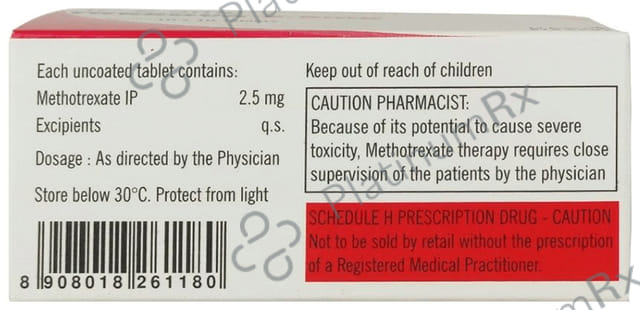 Each uncoated tablet contains:
Methotrexate IP 2.5 mg
Excipients q.s.
Dosage : As directed by the Physician
Store below 30°C. Protect from light
8 908018 261180
Keep out of reach of children
CAUTION PHARMACIST:
Because of its potential to cause severe
toxicity, Methotrexate therapy requires close
supervision of the patients by the physician
SCHEDULE H PRESCRIPTION DRUG - CAUTION
Not to be sold by retail without the prescription
of a Registered Medical Practitioner.
PlatinumRx